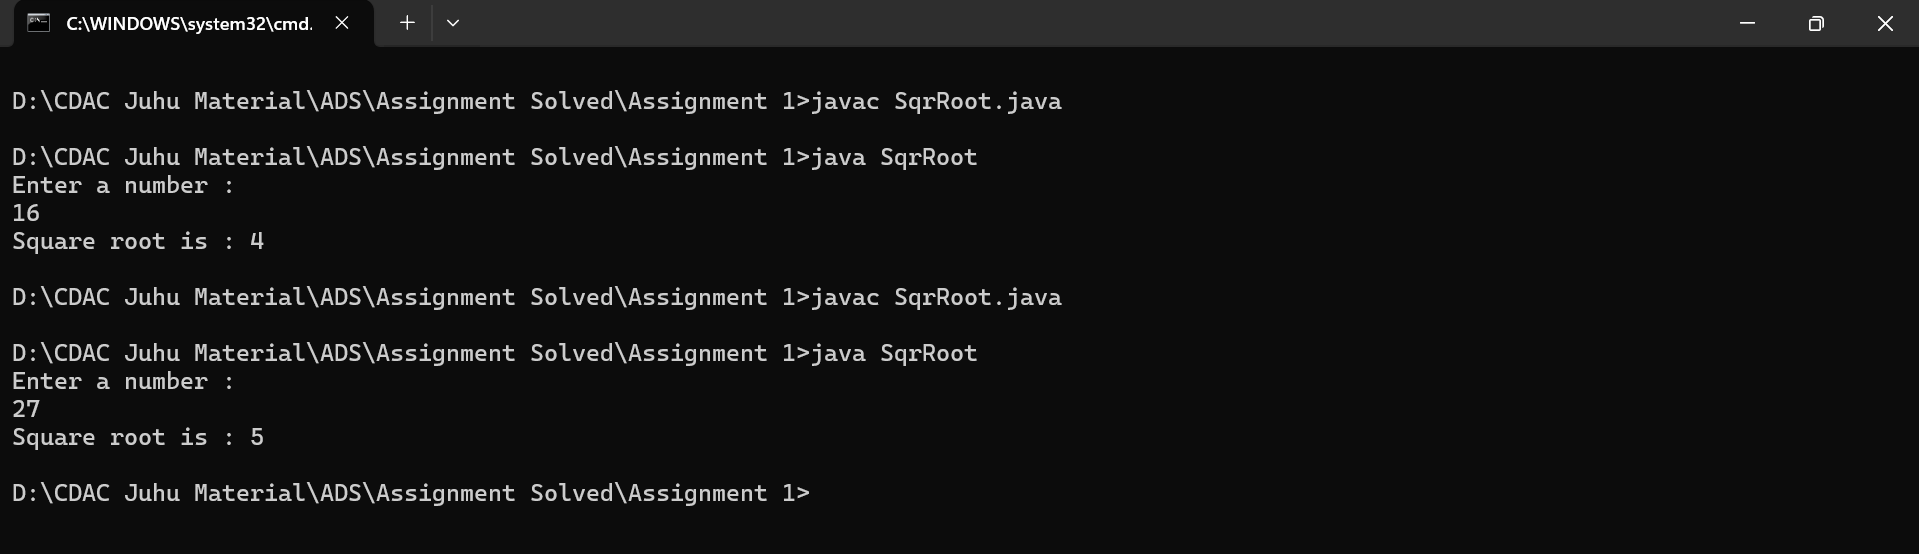 C:\WINDOWS\system32\cmd.
D:\CDAC Juhu Material\ADS\Assignment Solved\Assignment 1>javac SqrRoot.java
D:\CDAC Juhu Material\ADS\Assignment Solved\Assignment 1>java SqrRoot
Enter a number :
16
Square root is : 4
D:\CDAC Juhu Material\ADS\Assignment Solved\Assignment 1>javac SqrRoot.java
D:\CDAC Juhu Material\ADS\Assignment Solved\Assignment 1>java SqrRoot
Enter a number :
27
Square root is : 5
D:\CDAC Juhu Material\ADS\Assignment Solved\Assignment 1>